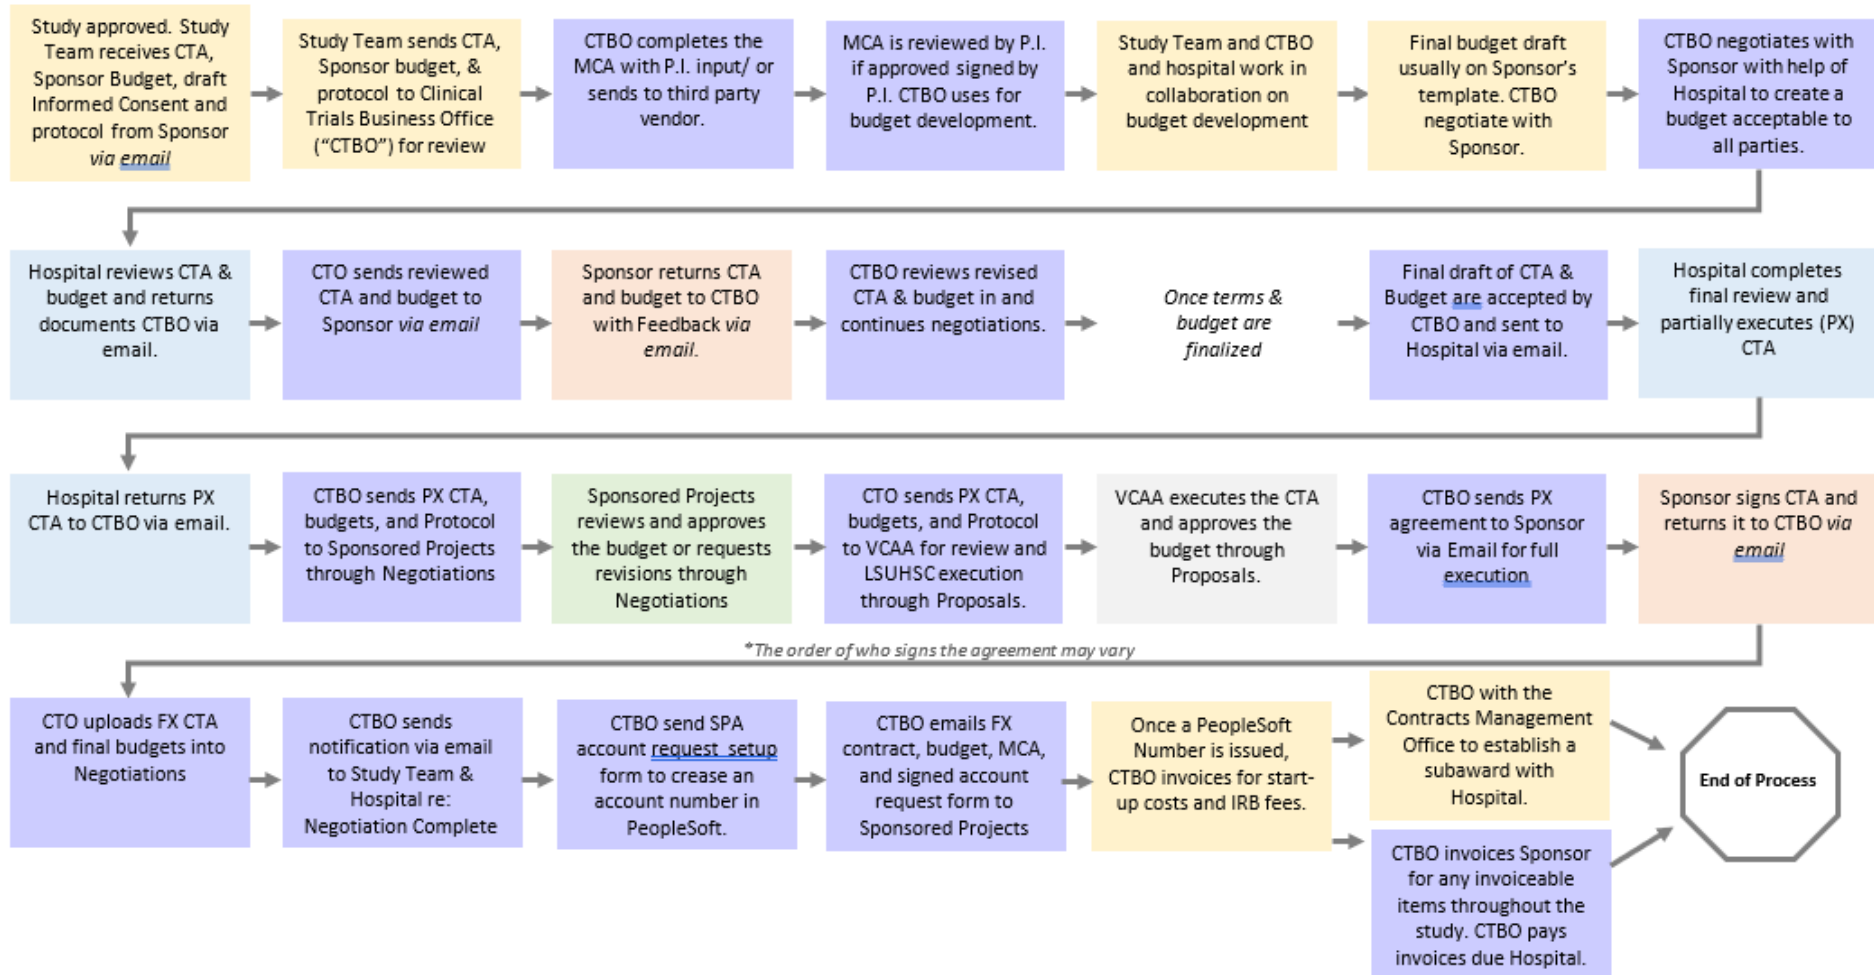 Study approved. Study
Team receives CTA,
Sponsor Budget, draft
Informed Consent and
protocol from Sponsor
via email
Study Team sends CTA,
Sponsor budget, &
protocol to Clinical
Trials Business Office
(“CTBO”) for review
CTBO completes the
MCA with P.I. input/ or
sends to third party
vendor.
MCA is reviewed by P.I.
if approved signed by
P.I. CTBO uses for
budget development.
Study Team and CTBO
and hospital work in
collaboration on
budget development
Final budget draft
usually on Sponsor’s
template. CTBO
negotiate with
Sponsor.
CTBO negotiates with
Sponsor with help of
Hospital to create a
budget acceptable to
all parties.
Hospital reviews CTA &
budget and returns
documents CTBO via
email.
CTO sends reviewed
CTA and budget to
Sponsor via email
Sponsor returns CTA
and budget to CTBO
with Feedback via
email.
CTBO reviews revised
CTA & budget in and
continues negotiations.
Once terms &
budget are
finalized
Final draft of CTA &
Budget are accepted by
CTBO and sent to
Hospital via email.
Hospital completes
final review and
partially executes (PX)
CTA
Hospital returns PX
CTA to CTBO via email.
CTBO sends PX CTA,
budgets, and Protocol
to Sponsored Projects
through Negotiations
Sponsored Projects
reviews and approves
the budget or requests
revisions through
Negotiations
CTO sends PX CTA,
budgets, and Protocol
to VCAA for review and
LSUHSC execution
through Proposals.
VCAA executes the CTA
and approves the
budget through
Proposals.
CTBO sends PX
agreement to Sponsor
via Email for full
execution
Sponsor signs CTA and
returns it to CTBO via
email
*The order of who signs the agreement may vary
CTO uploads FX CTA
and final budgets into
Negotiations
CTBO sends
notification via email
to Study Team &
Hospital re:
Negotiation Complete
CTBO send SPA
account request setup
form to crease an
account number in
PeopleSoft.
CTBO emails FX
contract, budget, MCA,
and signed account
request form to
Sponsored Projects
Once a PeopleSoft
Number is issued,
CTBO invoices for start-
up costs and IRB fees.
CTBO with the
Contracts Management
Office to establish a
subaward with
Hospital.
CTBO invoices Sponsor
for any invoiceable
items throughout the
study. CTBO pays
invoices due Hospital.
End of Process